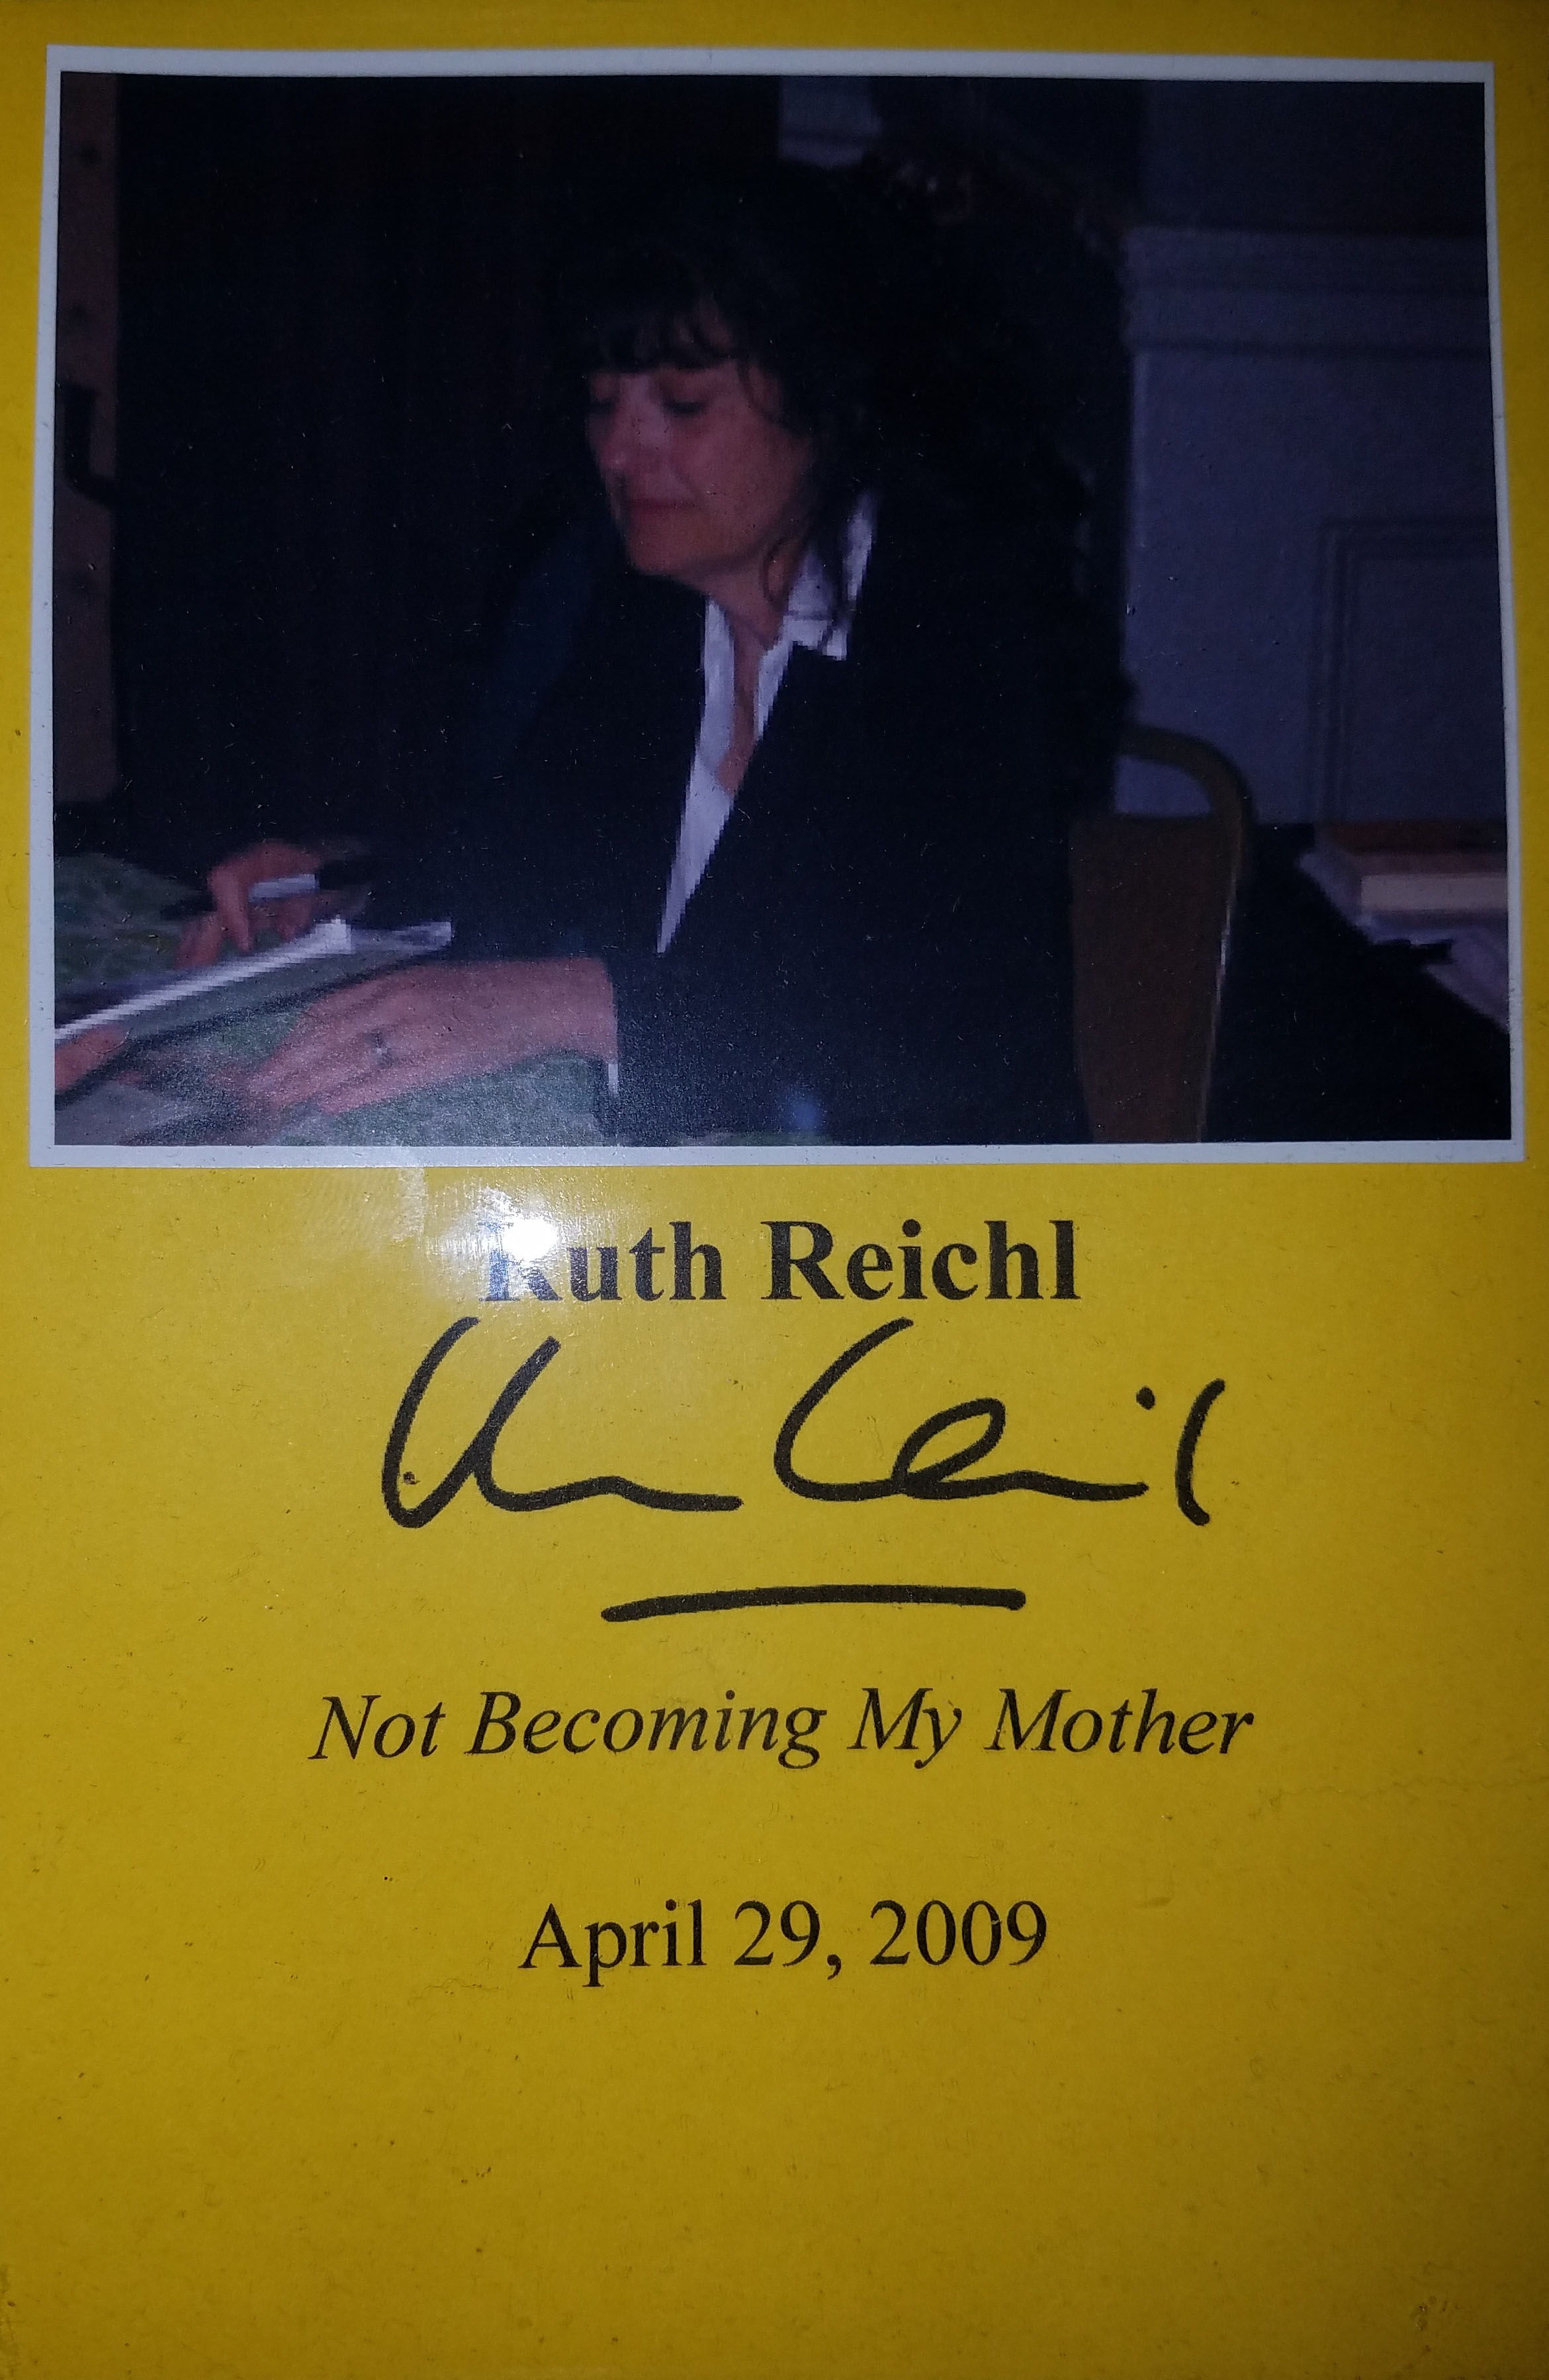 Ruth Reichl
Not Becoming My Mother
April 29, 2009